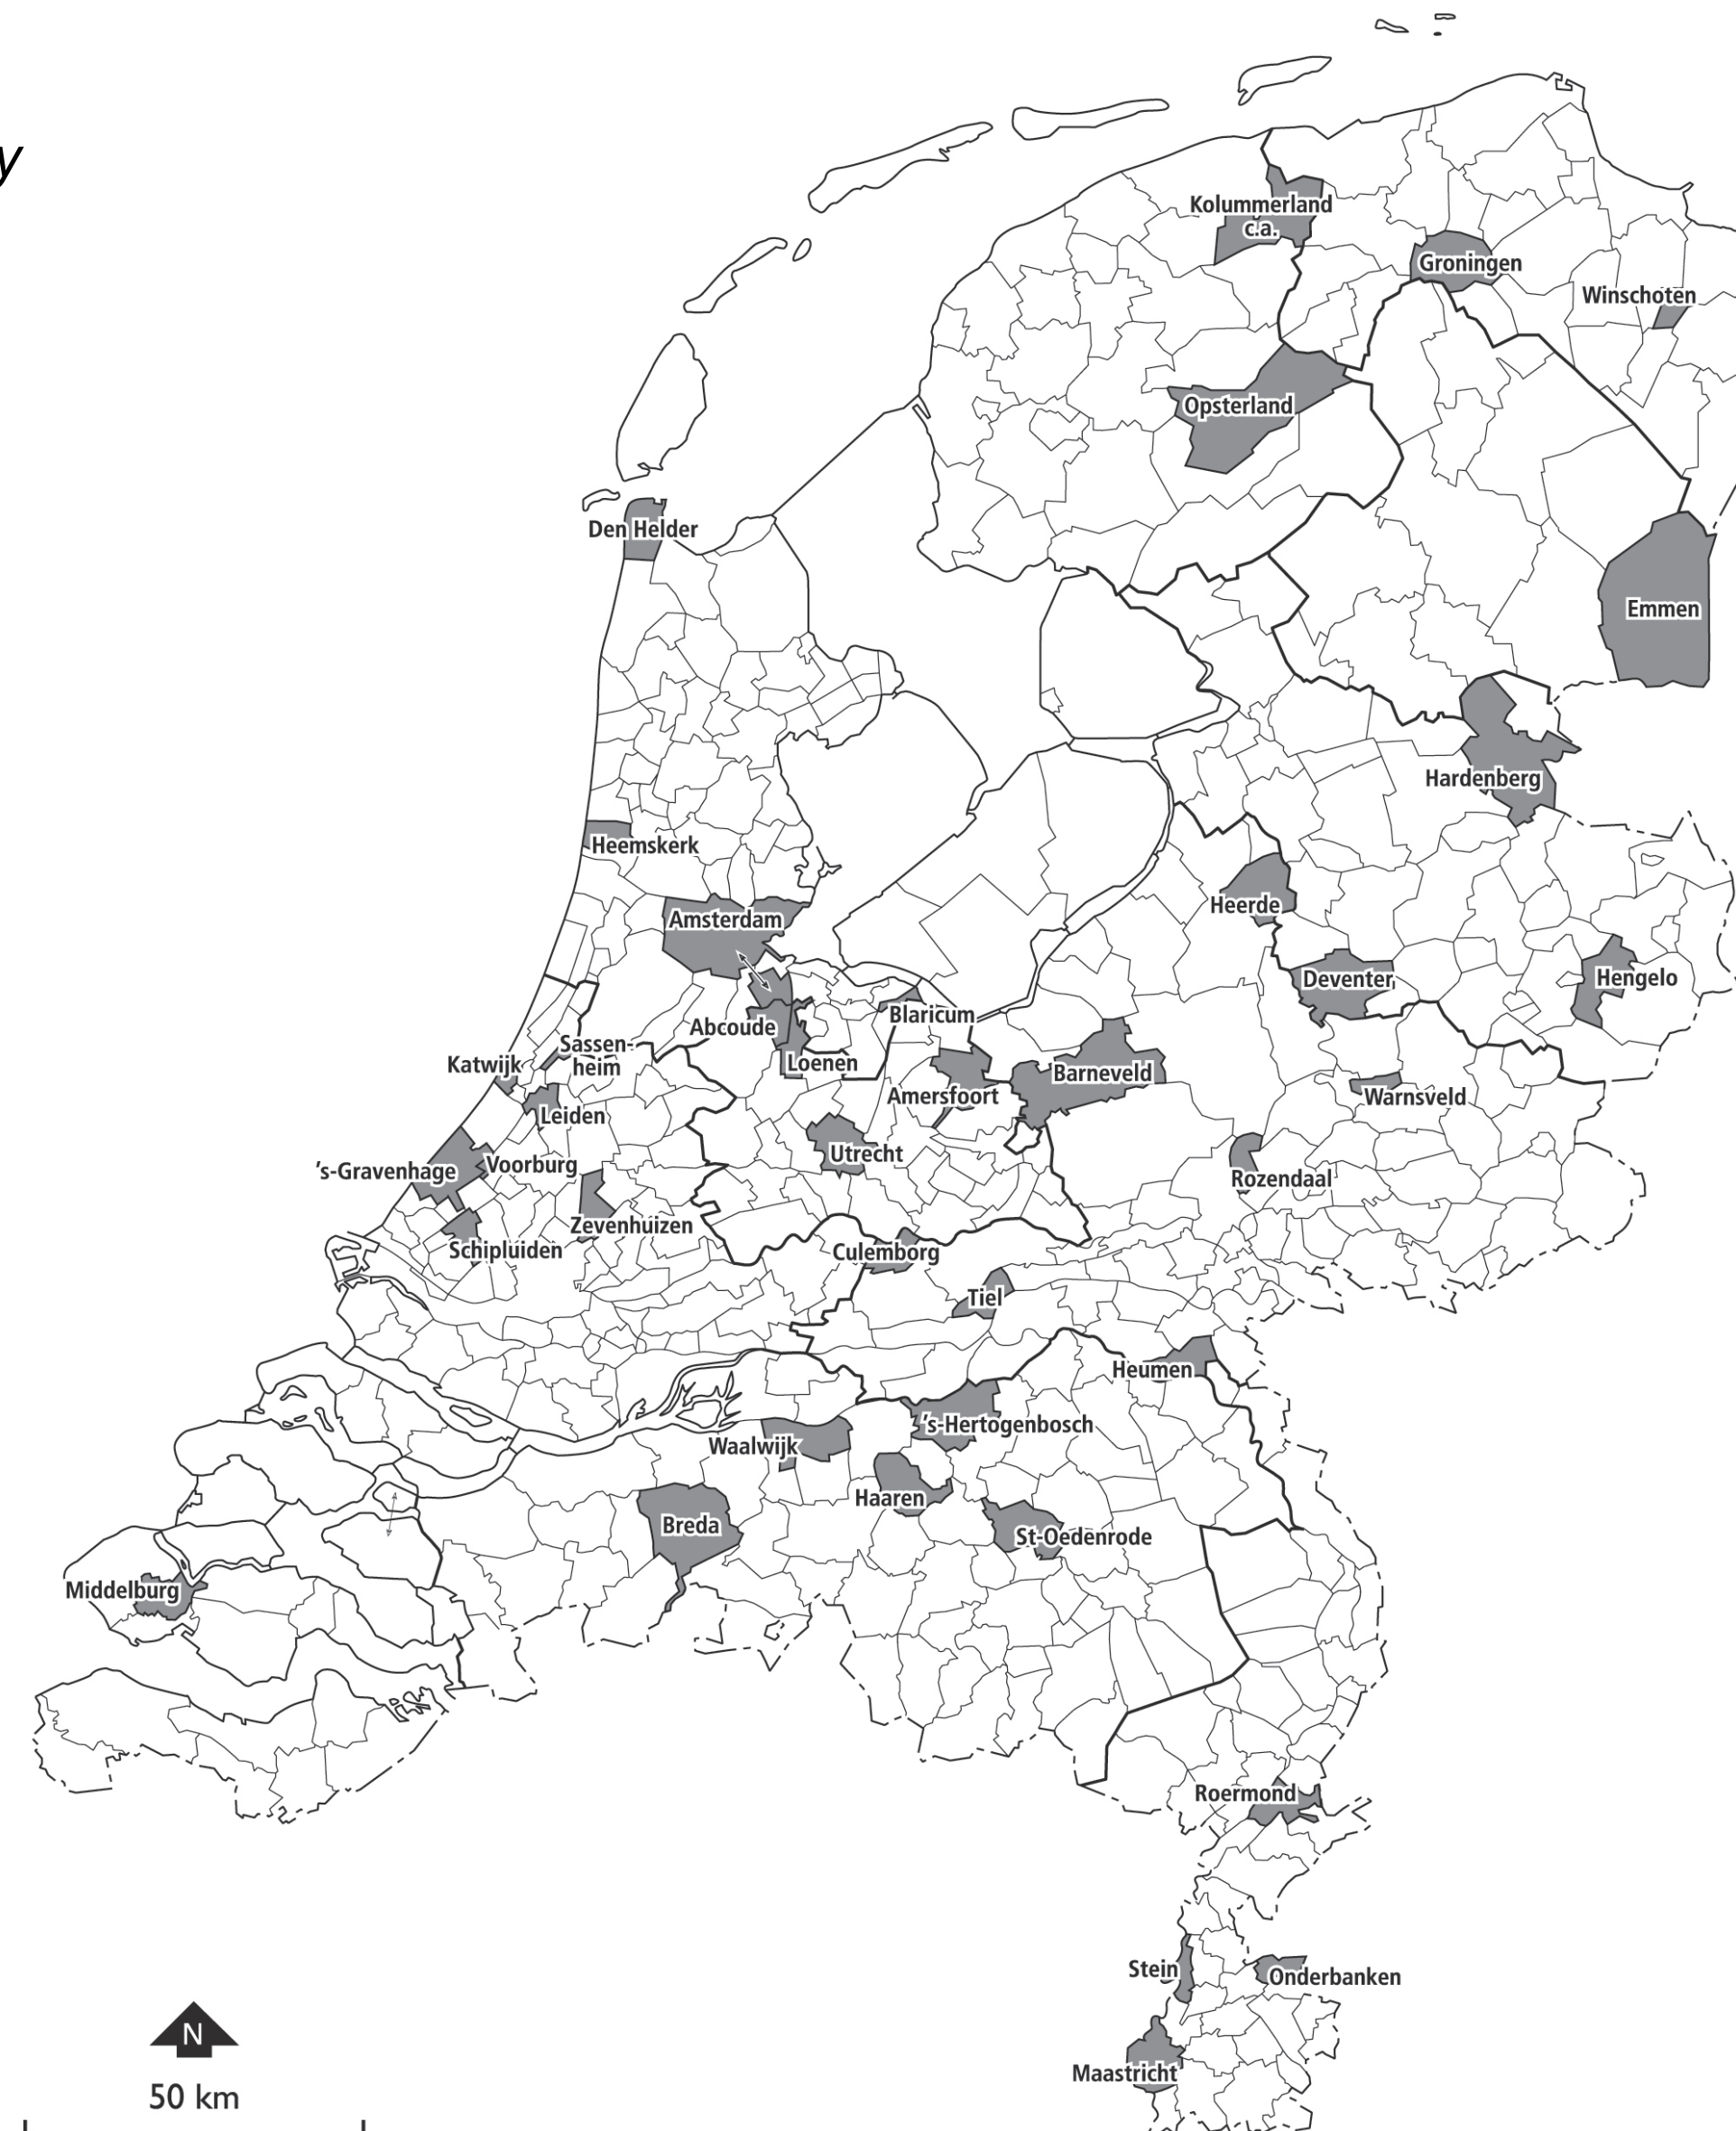 y
Kolummerland
c.a.
Groningen
Winschoten
Opsterland
Den Helder
Emmen
Hardenberg
Heemskerk
Heerde
Amsterdam
Deventer
Hengelo
Blaricum
Abcoude
Sassen-
heim
Katwijk
Loenen
Barneveld
Amersfoort
Warnsveld
Leiden
Utrecht
Voorburg
's-Gravenhage
Rozendaal
Zevenhuizen
Schipluiden
Culemborg
Tiel
Heumen
's-Hertogenbosch
Waalwijk
Haaren
Breda
St-Oedenrode
Middelburg
Roermond
Stein
Onderbanken
Maastricht
N
50 km